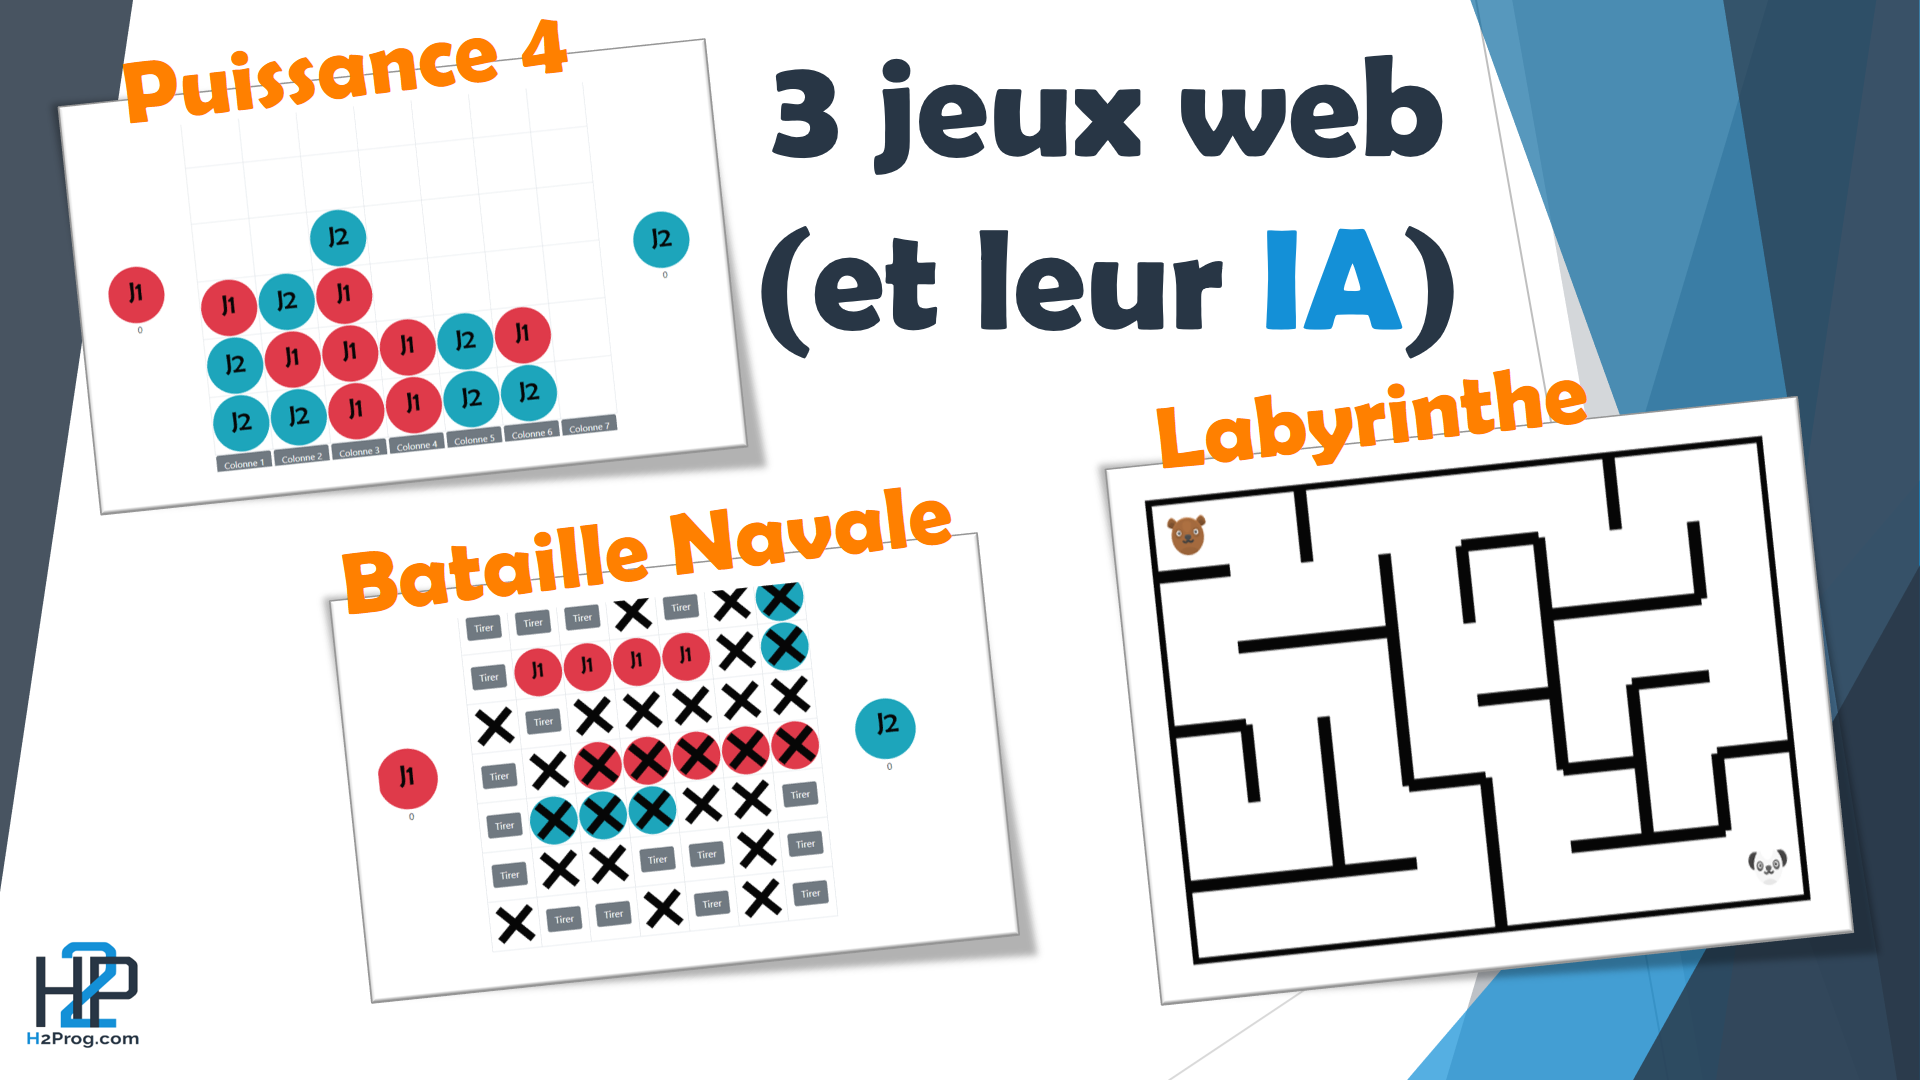 Puissance 4
3 jeux web
(et leur IA)
J2
J1 J2 J1
J2 J1 J1 J1 J2 J1
J2 J2 J1 J1 J2 J2
Colonne 1 Colonne 2 Colonne 3 Colonne 4 Colonne 5 Colonne 6 Colonne 7
J1
0
J2
0
Bataille Navale
Tirer Tirer Tirer Tirer
Tirer J1 J1 J1 J1
Tirer
Tirer
Tirer Tirer
Tirer Tirer Tirer Tirer
Tirer Tirer Tirer Tirer
J1
0
J2
0
Labyrinthe
H2P
H2Prog.com